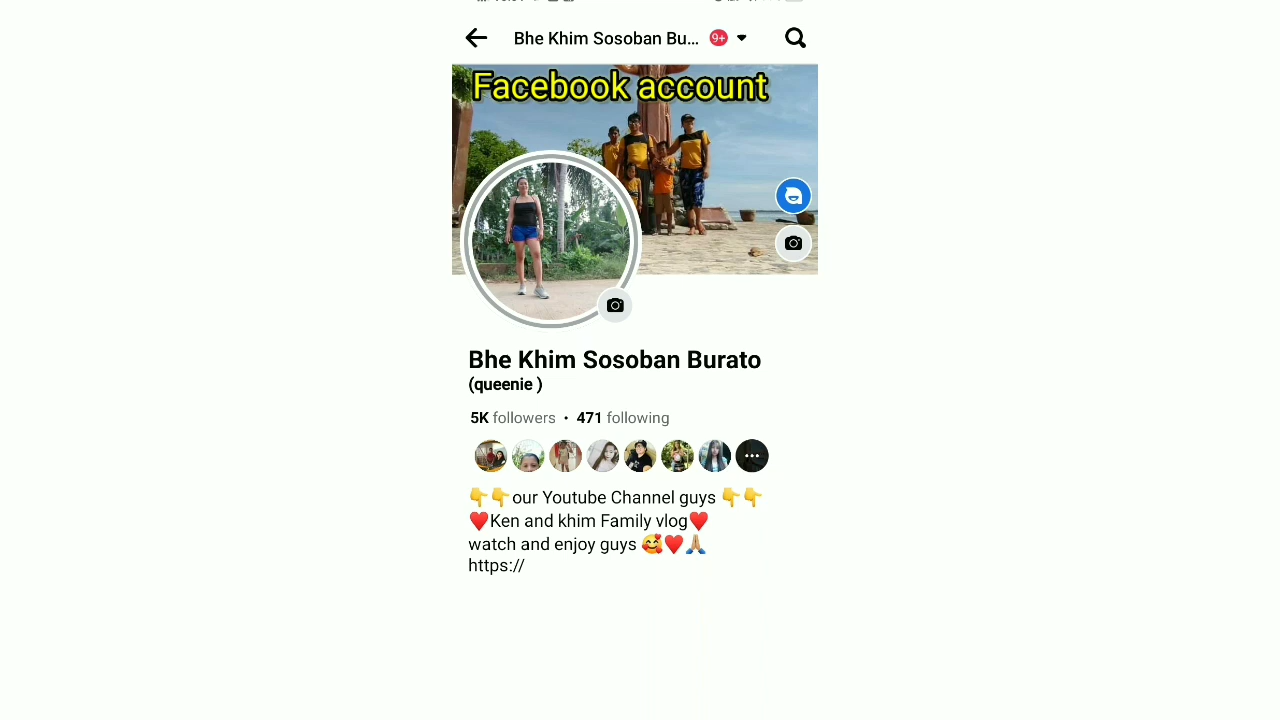 Bhe Khim Sosoban Bu... 9+
Facebook account
Bhe Khim Sosoban Burato
(queenie )
5K followers • 471 following
👇👇our Youtube Channel guys 👇👇
♥️Ken and khim Family vlog♥️
watch and enjoy guys 🥰♥️🙏🏼
https://